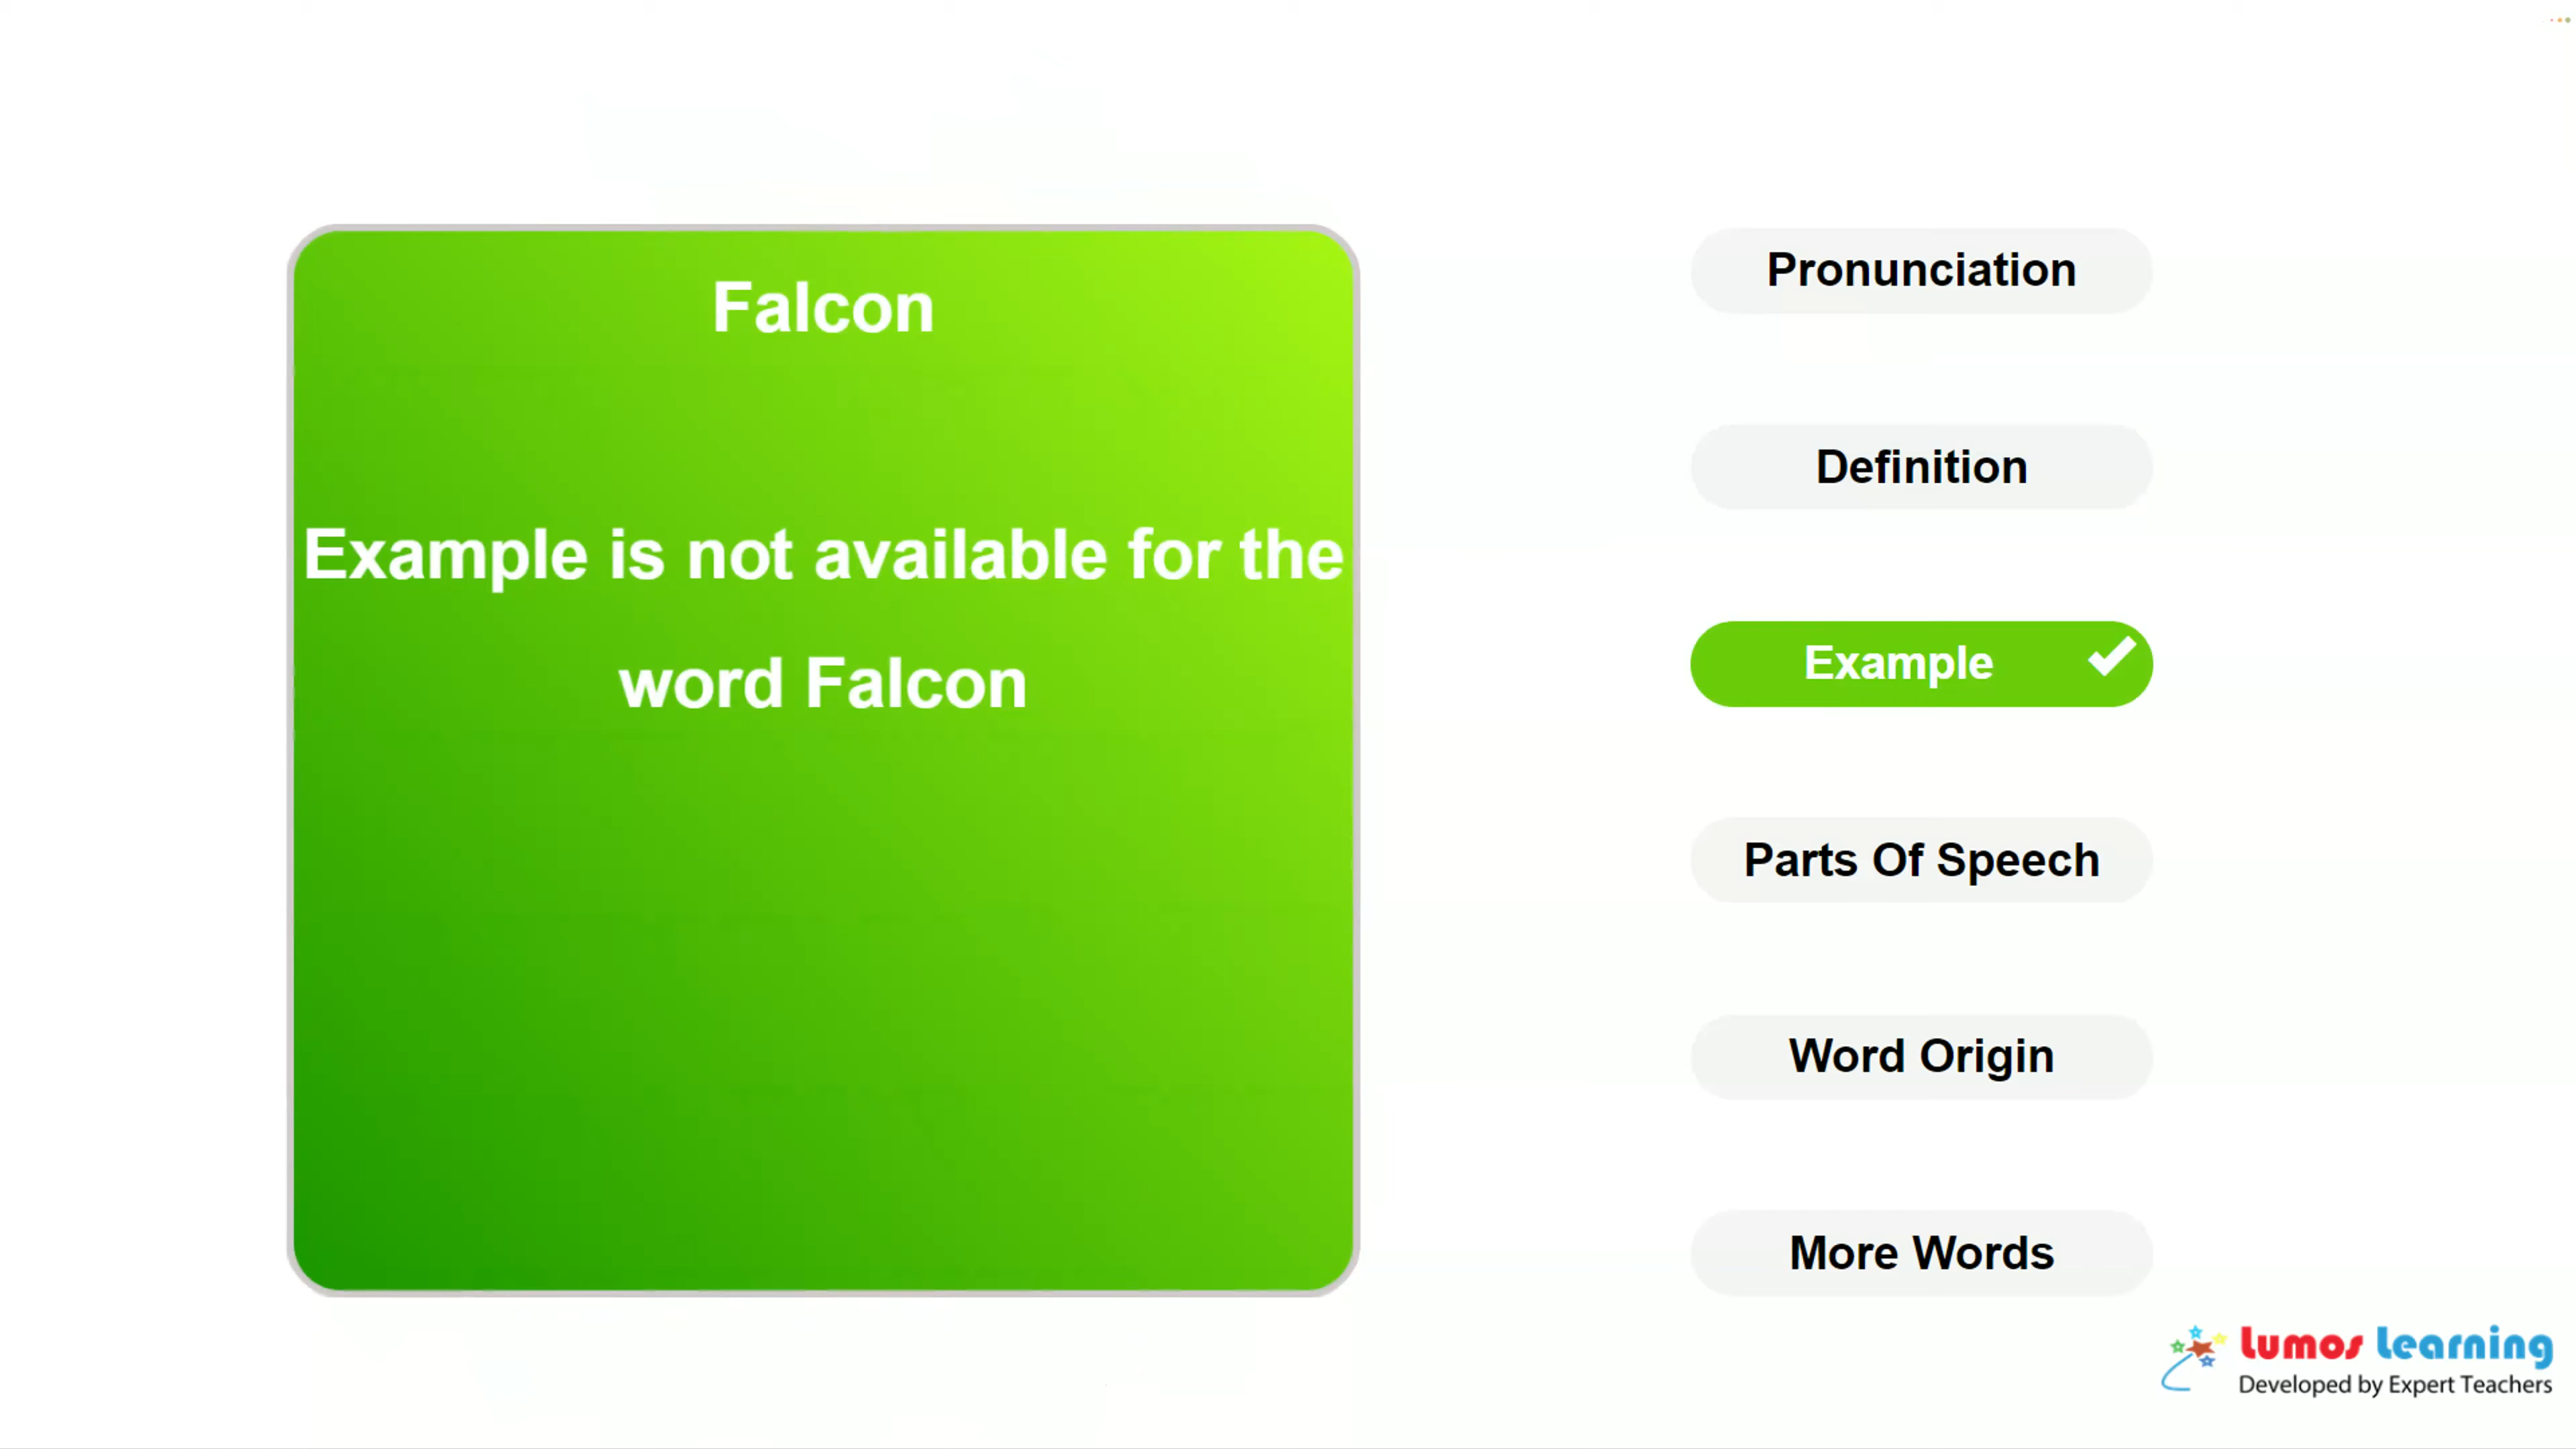 Falcon
Example is not available for the
word Falcon
Pronunciation
Definition
Example
Parts Of Speech
Word Origin
More Words
Lumos Learning
Developed by Expert Teachers